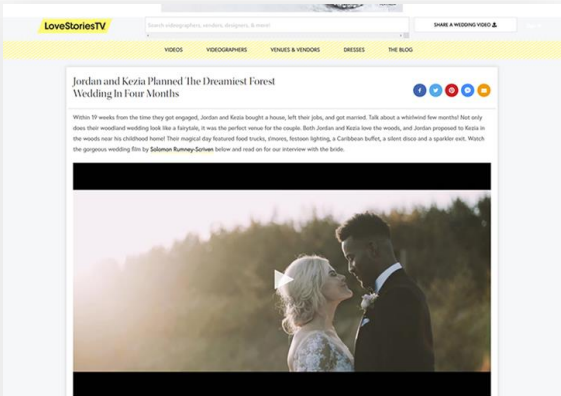 LoveStoriesTV
Search videographers, vendors, designers, & more!
SHARE A WEDDING VIDEO
VIDEOS
VIDEOGRAPHERS
VENUES & VENDORS
DRESSES
THE BLOG
Jordan and Kezia Planned The Dreamiest Forest
Wedding In Four Months
Within 19 weeks from the time they got engaged, Jordan and Kezia bought a house, left their jobs, and got married. Talk about a whirlwind few months! Not only
does their woodland wedding look like a fairytale, it was the perfect venue for the couple. Both Jordan and Kezia love the woods, and Jordan proposed to Kezia in
the woods near his childhood home! Their magical day featured food trucks, s'mores, festoon lighting, a Caribbean buffet, a silent disco and a sparkler exit. Watch
the gorgeous wedding film by Solomon Rumney-Scriven below and read on for our interview with the bride.